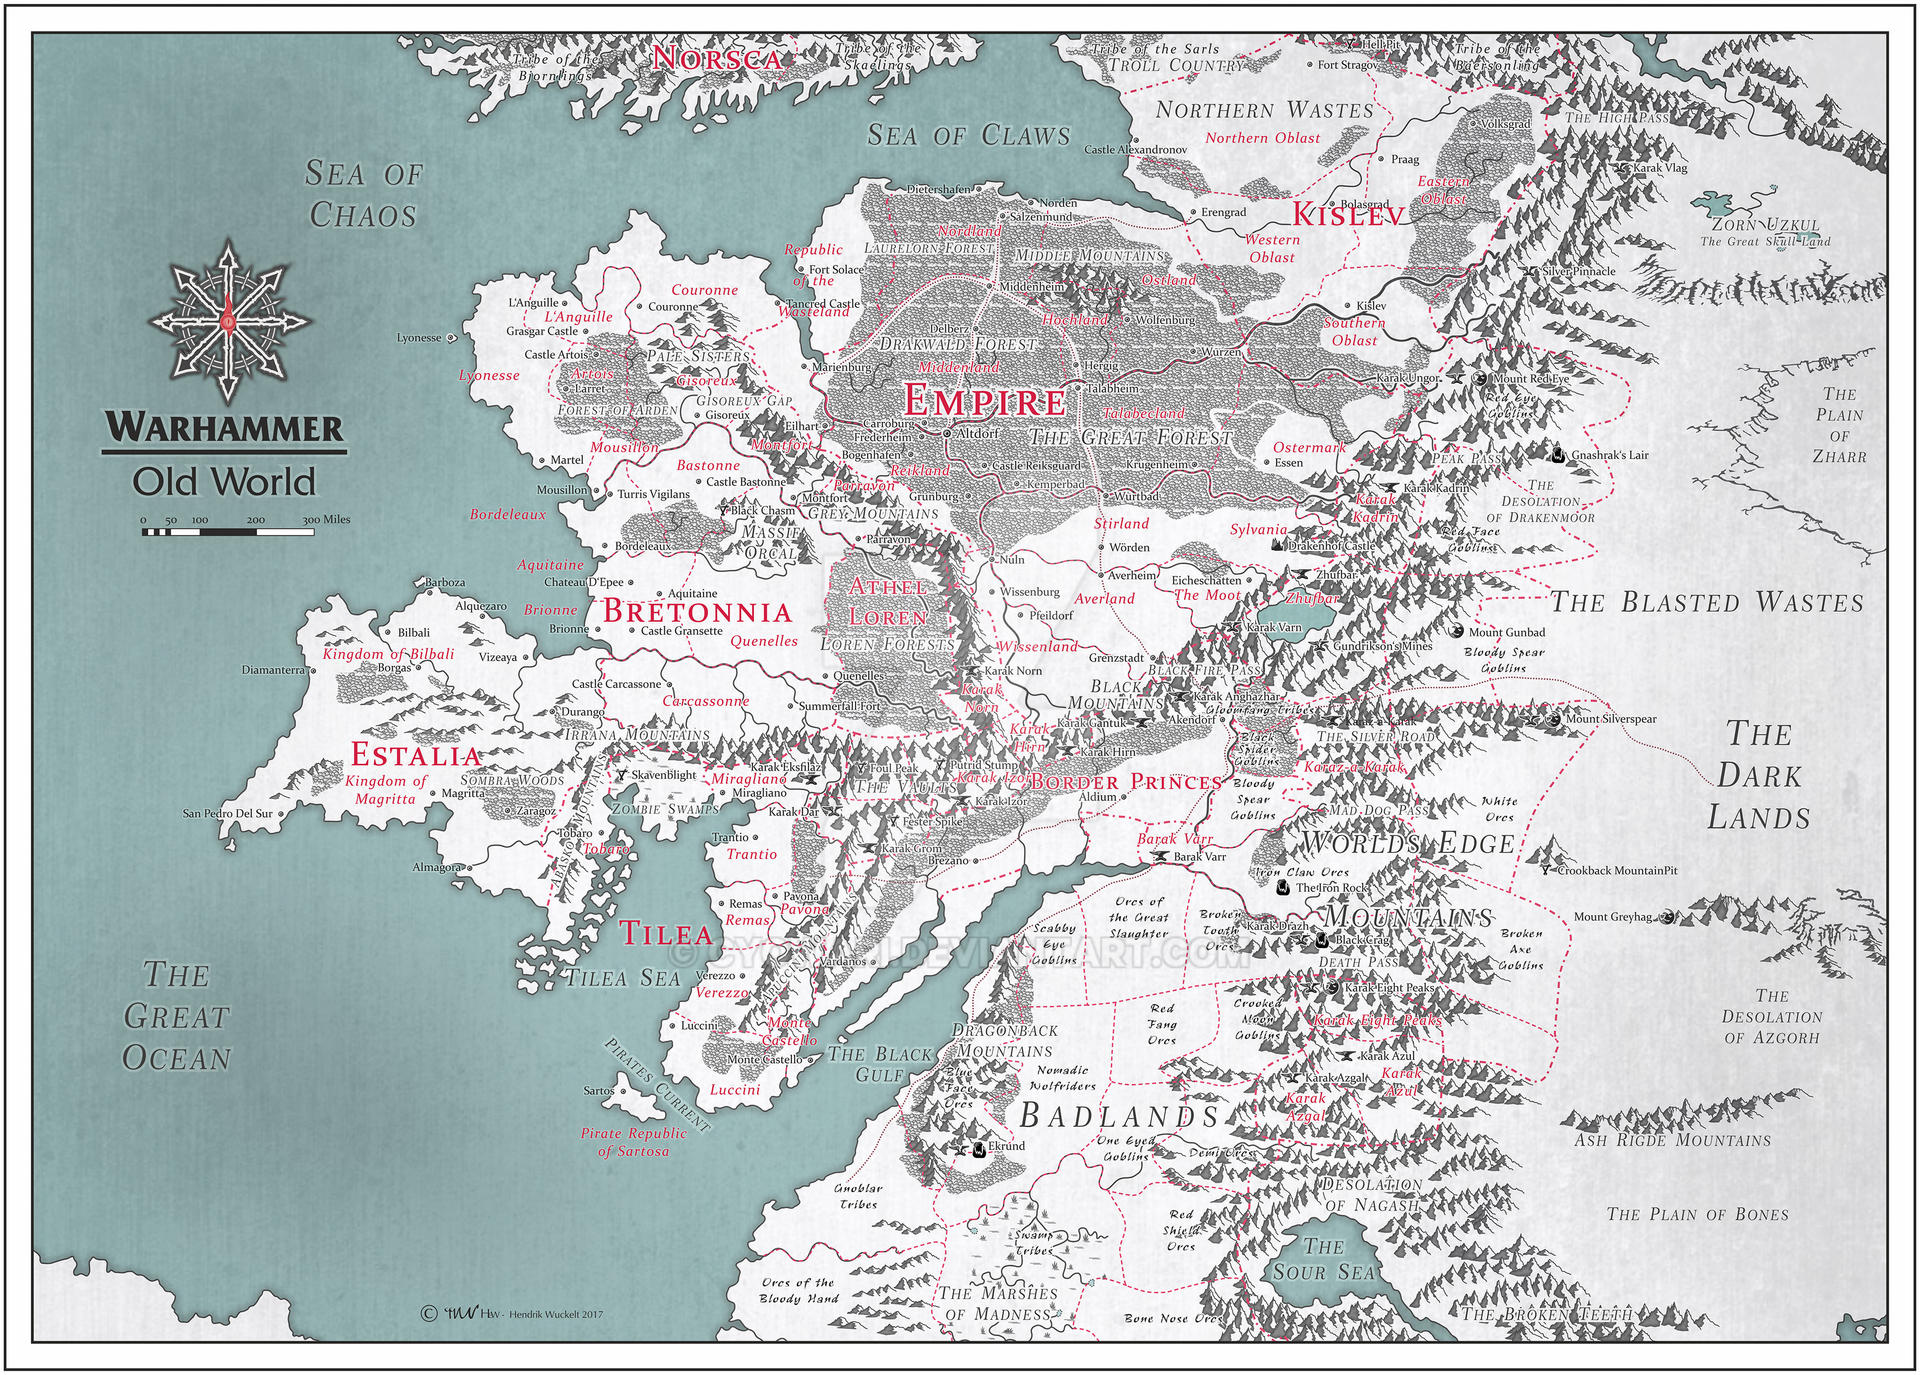 Norsca
Tribe of the
Bjornlings
Tribe of the
Skaelings
Tribe of the Sarls
Troll Country
Hell Pit
Fort Stragov
Tribe of the
Baersonling
Sea of Claws
Northern Wastes
Northern Oblast
Castle Alexandronov
Volksgrad
Praag
The High Pass
Karak Vlag
Sea of
Chaos
Dietershafen
Norden
Salzenmund
Nordland
Erengrad
Bolasgrad
Kislev
Eastern
Oblast
Western
Oblast
Zorn Uzkul
The Great Skull Land
Republic
of the
Wasteland
Fort Solace
Laurelorn Forest
Middle Mountains
Ostland
Silver Pinnacle
Couronne
Couronne
L'Anguille
L'Anguille
Tancred Castle
Middenheim
Hochland
Wolfenburg
Kislev
Southern
Oblast
Grasgar Castle
Lyonesse
Lyonesse
Castle Artois
Artois
Larret
Pale Sisters
Gisoreux
Gisoreux Gap
Gisoreux
Forest of Arden
Marienburg
Delberz
Drakwald Forest
Middenland
Hergig
Wurzen
Talabheim
Talabecland
Empire
Karak Ungor
Mount Red Eye
Red Eye
Goblins
The
Plain
of
Zharr
Warhammer
Old World
0 50 100 200 300 Miles
Eilhart
Carroburg
Frederheim
Altdorf
The Great Forest
Bogenhafen
Reikland
Castle Reiksguard
Kemperbad
Krugenheim
Ostermark
Essen
Peak Pass
Gnashrak's Lair
Mousillon
Montfort
Martel
Bastonne
Castle Bastonne
Parravon
Mousillon
Turris Vigilans
Montfort
Grunburg
Wurtbad
Karak Kadrin
Karak
Kadrin
The
Desolation
of Drakenmoor
Bordeleaux
Black Chasm
Grey Mountains
Massif
Orcal
Parravon
Stirland
Sylvania
Red Face
Goblins
Bordeleaux
Wörden
Drakenhof Castle
Aquitaine
Chateau D'Epee
Aquitaine
Nuln
Averheim
Eicheschatten
The Moot
Zhufbar
Zhufbar
Averland
Wissenburg
Pfeildorf
Athel
Loren
Loren Forests
Barboza
Alquezaro
Brionne
Brionne
Bretonnia
Castle Gransette
Quenelles
Quenelles
The Blasted Wastes
Karak Varn
Mount Gunbad
Gundrikson's Mines
Bloody Spear
Goblins
Bilbali
Kingdom of Bilbali
Vizeaya
Borgas
Diamanterra
Wissenland
Grenzstadt
Black Fire Pass
Karak Norn
Karak
Norn
Black
Mountains
Castle Carcassonne
Carcassonne
Summerfall Fort
Karak Anghazhar
Gloomfang Tribes
Karak Gantuk
Akendorf
Karaz-a-Karak
The Silver Road
Karaz-a-Karak
Mount Silverspear
Durango
Irrana Mountains
Karak
Hirn
Karak Hirn
Black
Spider
Goblins
The
Dark
Lands
Estalia
Kingdom of
Magritta
Magritta
Sombra Woods
Zaragoz
San Pedro Del Sur
Skavenblight
Zombie Swamps
Miragliano
Miragliano
Karak Eksfilaz
Karak Dar
Foul Peak
The Vaults
Putrid Stump
Karak Izor
Karak Izor
Fester Spike
Border Princes
Aldium
Bloody
Spear
Goblins
Mad Dog Pass
White
Orcs
Abasko Mountains
Tobaro
Tobaro
Almagora
Trantio
Trantio
Karak Grom
Brezano
Barak Varr
Barak Varr
Worlds Edge
Mountains
Iron Claw Orcs
The Iron Rock
Crookback MountainPit
Mount Greyhag
Tilea
Remas
Remas
Pavona
Pavona
Verezzo
Verezzo
Apuccini Mountains
Vardanos
Tilea Sea
Scabby
Eye
Goblins
Orcs of
the Great
Slaughter
Broken
Tooth
Orcs
Karak Drazh
Black Crag
Death Pass
Broken
Axe
Goblins
Karak Eight Peaks
Karak Eight Peaks
The
Great
Ocean
The
Desolation
of Azgorh
Luccini
Luccini
Monte
Castello
Monte Castello
The Black
Gulf
Dragonback
Mountains
Red
Fang
Orcs
Crooked
Moon
Goblins
Pirates Current
Sartos
Pirate Republic
of Sartosa
Blue
Face
Orcs
Nomadic
Wolfriders
Karak Azul
Karak
Azul
Karak Azgal
Karak
Azgal
Badlands
Ekrund
One Eyed
Goblins
Demi Orcs
Ash Rigde Mountains
Gnoblar
Tribes
Desolation
of Nagash
The Plain of Bones
Swamp
Tribes
Red
Shield
Orcs
The
Sour Sea
Orcs of the
Bloody Hand
The Marshes
of Madness
Bone Nose Orcs
The Broken Teeth
© HW - Hendrik Wuckelt 2017